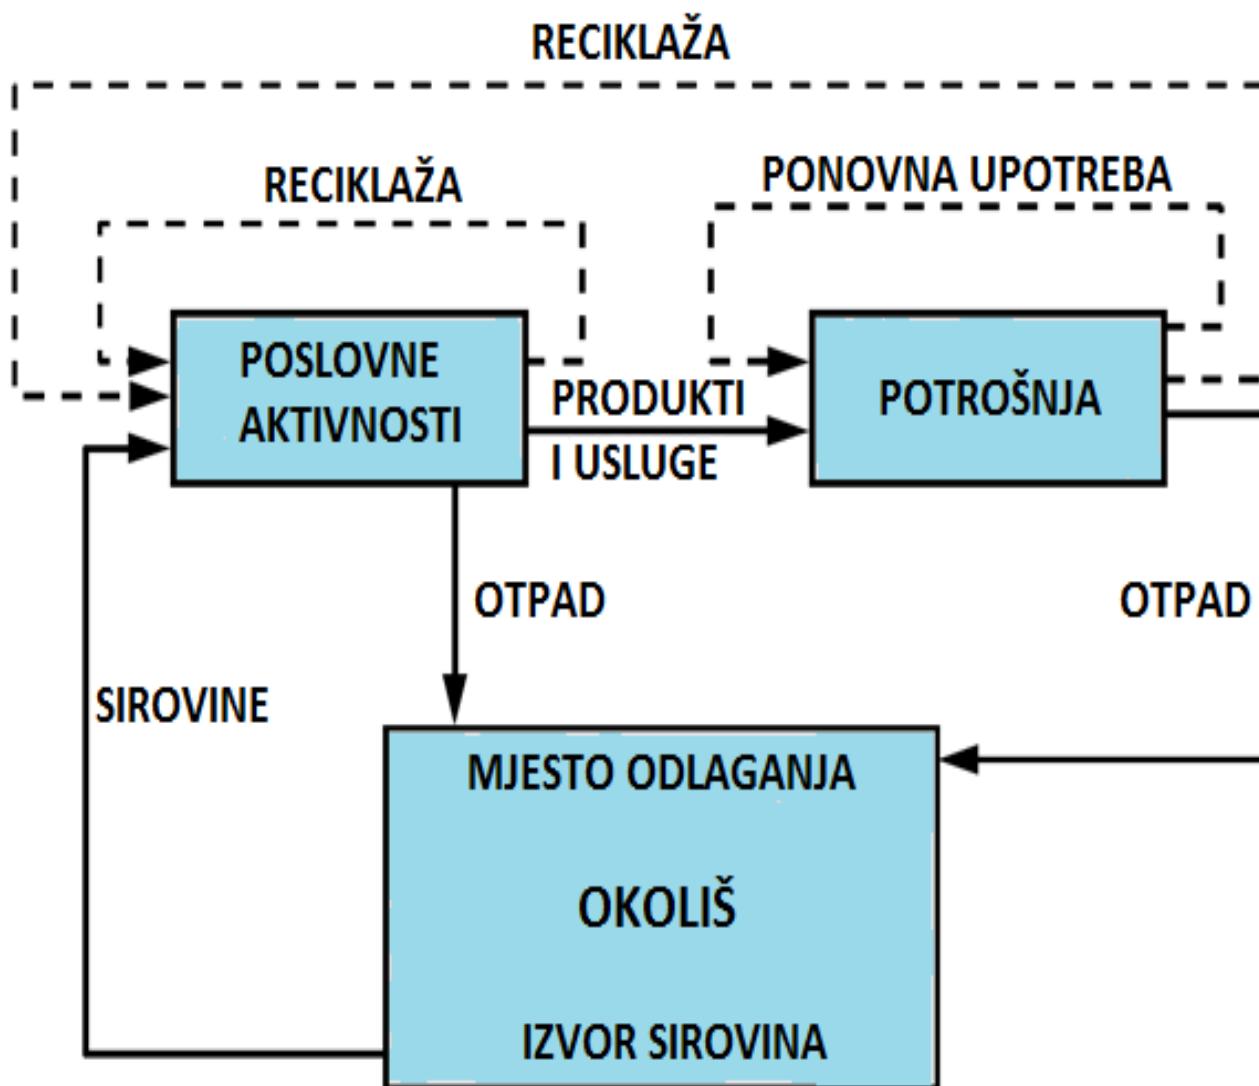 RECIKLAŽA
RECIKLAŽA
PONOVNA UPOTREBA
POSLOVNE
AKTIVNOSTI
PRODUKTI
I USLUGE
POTROŠNJA
OTPAD
OTPAD
SIROVINE
MJESTO ODLAGANJA
OKOLIŠ
IZVOR SIROVINA